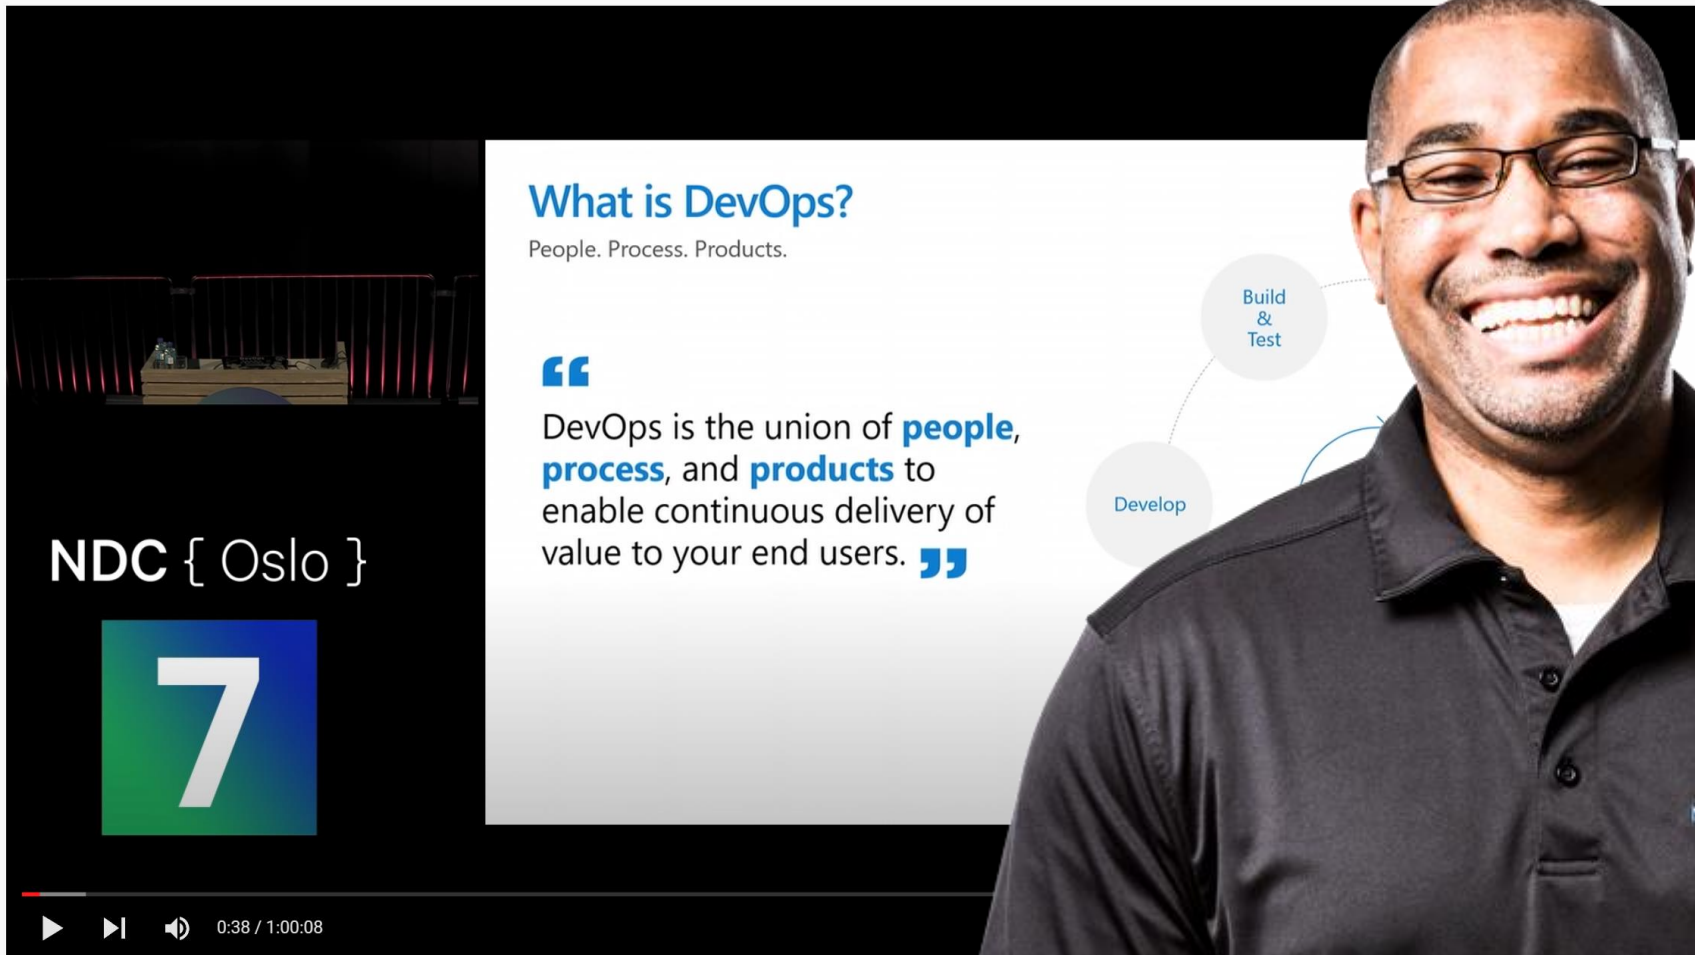 What is DevOps?
People. Process. Products.
“
DevOps is the union of people,
process, and products to
enable continuous delivery of
value to your end users. ”
Build
&
Test
Develop
NDC { Oslo }
7
0:38 / 1:00:08